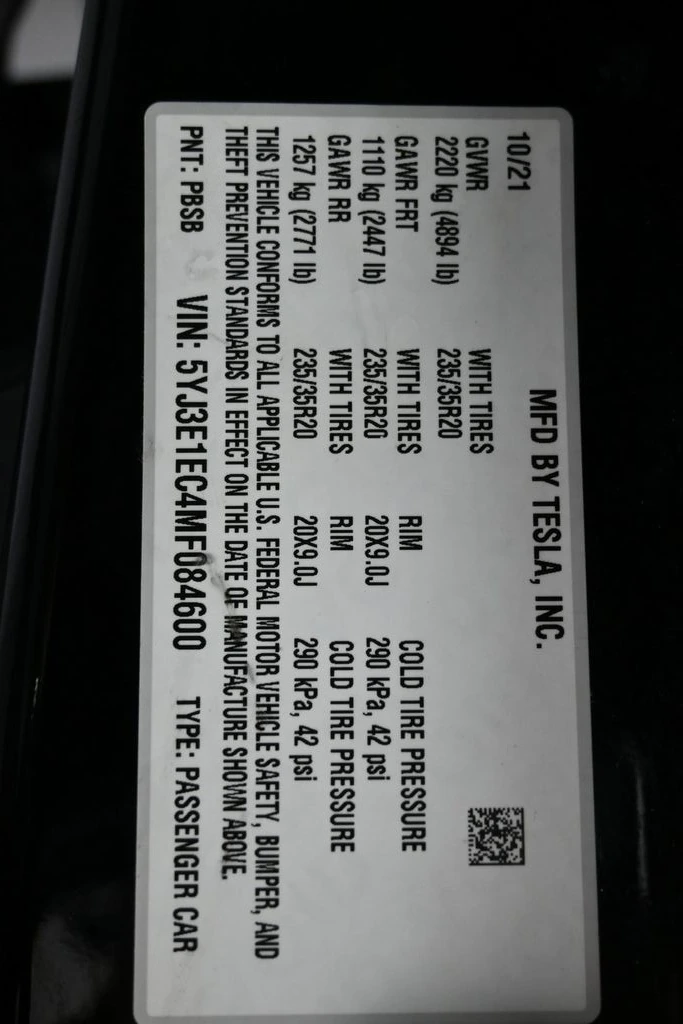 MFD BY TESLA, INC.
10/21
GVWR WITH TIRES
2220 kg (4894 lb) 235/35R20
GAWR FRT WITH TIRES RIM COLD TIRE PRESSURE
1110 kg (2447 lb) 235/35R20 20X9.0J 290 kPa, 42 psi
GAWR RR WITH TIRES RIM COLD TIRE PRESSURE
1257 kg (2771 lb) 235/35R20 20X9.0J 290 kPa, 42 psi
THIS VEHICLE CONFORMS TO ALL APPLICABLE U.S. FEDERAL MOTOR VEHICLE SAFETY, BUMPER, AND
THEFT PREVENTION STANDARDS IN EFFECT ON THE DATE OF MANUFACTURE SHOWN ABOVE.
PNT: PBSB VIN: 5YJ3E1EC4MF084600 TYPE: PASSENGER CAR